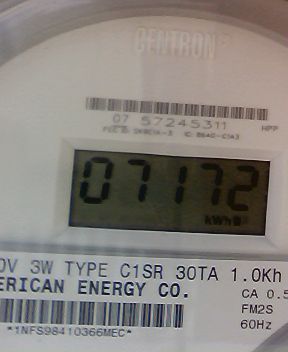 CENTRON
07 57245311
HPP
07172
kWh
0V 3W TYPE C1SR 30TA 1.0Kh
ERICAN ENERGY CO.
CA 0.5
FM2S
*1NFS98410366MEC*
60Hz